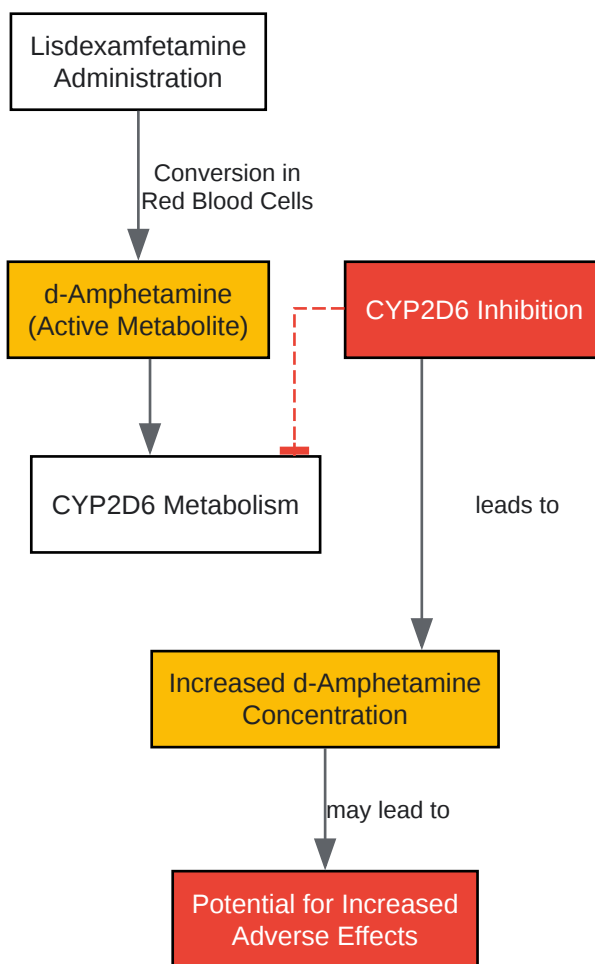 Lisdexamfetamine
Administration
Conversion in
Red Blood Cells
d-Amphetamine
(Active Metabolite)
CYP2D6 Inhibition
CYP2D6 Metabolism
leads to
Increased d-Amphetamine
Concentration
may lead to
Potential for Increased
Adverse Effects